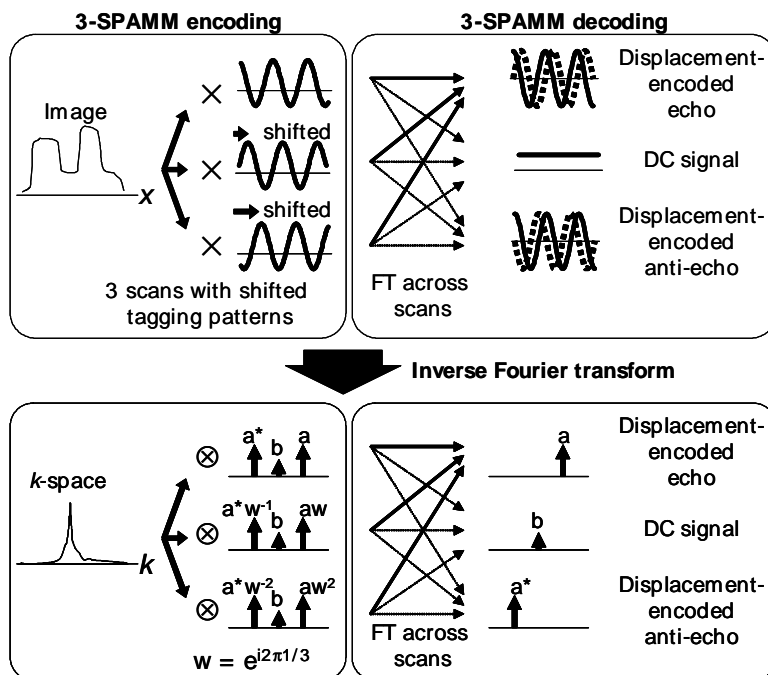 3-SPAMM encoding
3-SPAMM decoding
Image
x
×
× shifted
× shifted
3 scans with shifted
tagging patterns
FT across
scans
Displacement-
encoded
echo
DC signal
Displacement-
encoded
anti-echo
Inverse Fourier transform
k-space
k
⊗ a* b a
⊗ a*w⁻¹ b aw
⊗ a*w⁻² b aw²
w = e^{i2π1/3}
FT across
scans
a
b
a*
Displacement-
encoded
echo
DC signal
Displacement-
encoded
anti-echo